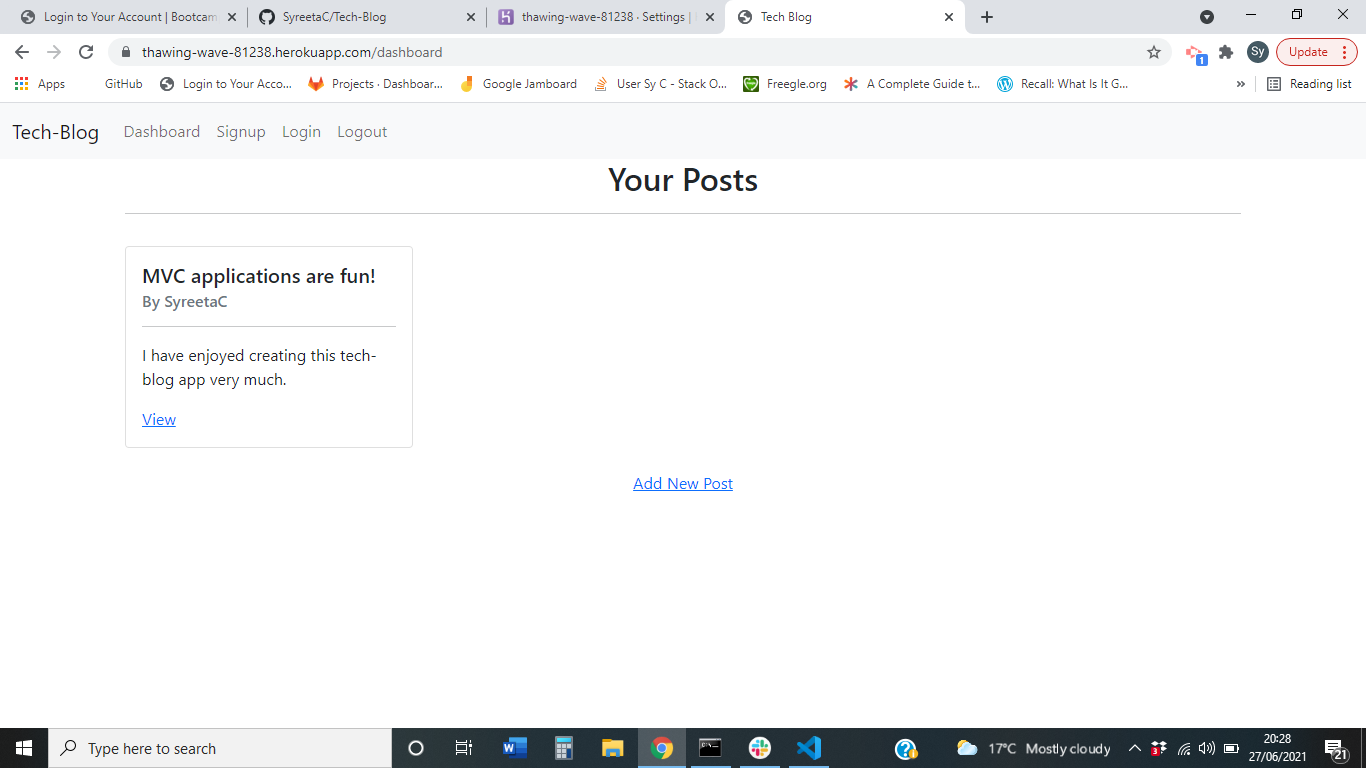 Login to Your Account | Bootcam
SyreetaC/Tech-Blog
thawing-wave-81238 · Settings |
Tech Blog
thawing-wave-81238.herokuapp.com/dashboard
Sy
Update
1
Apps
GitHub
Login to Your Acco...
Projects · Dashboar...
Google Jamboard
User Sy C - Stack O...
Freegle.org
A Complete Guide t...
Recall: What Is It G...
»
Reading list
Tech-Blog
Dashboard
Signup
Login
Logout
Your Posts
MVC applications are fun!
By SyreetaC
I have enjoyed creating this tech-
blog app very much.
View
Add New Post
Type here to search
17°C Mostly cloudy
3
20:28
27/06/2021
21